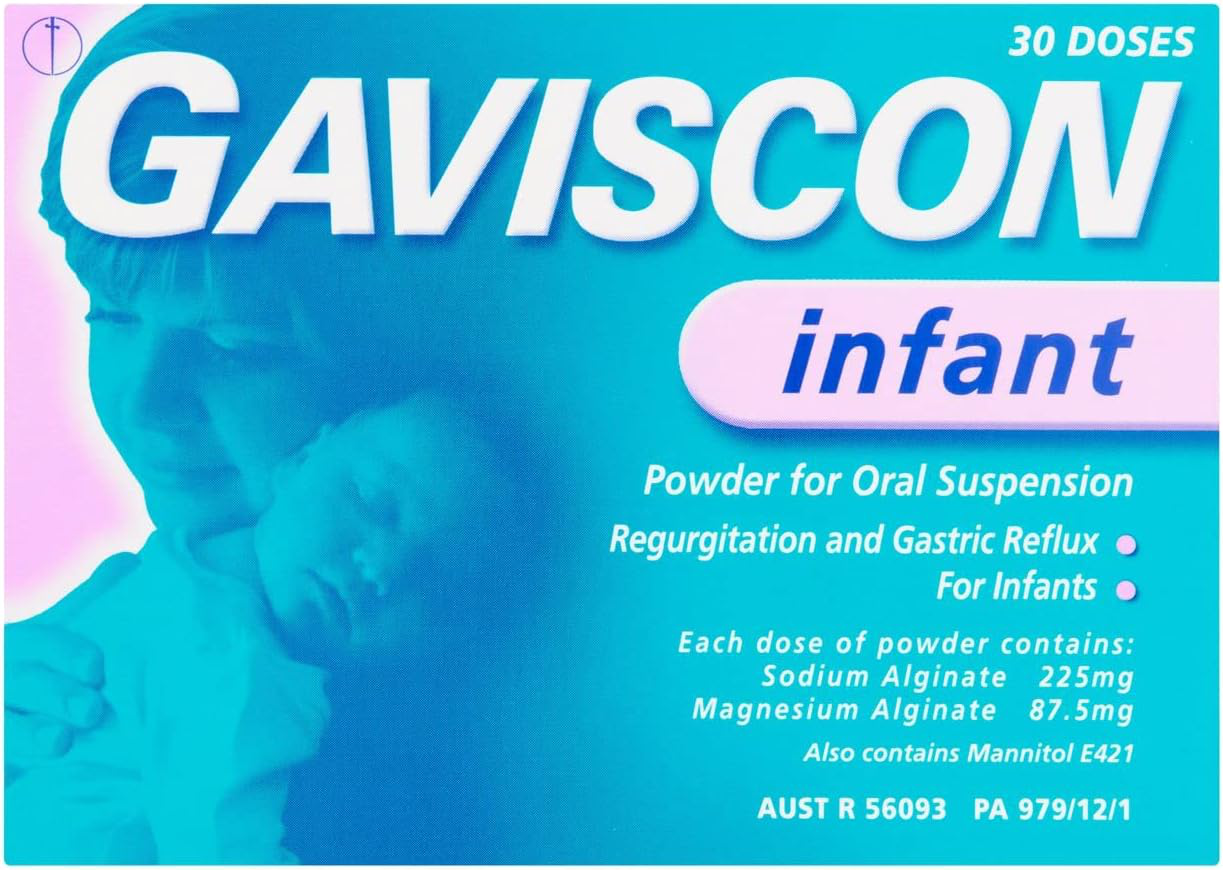 30 DOSES
GAVISCON
infant
Powder for Oral Suspension
Regurgitation and Gastric Reflux
For Infants
Each dose of powder contains:
Sodium Alginate 225mg
Magnesium Alginate 87.5mg
Also contains Mannitol E421
AUST R 56093 PA 979/12/1